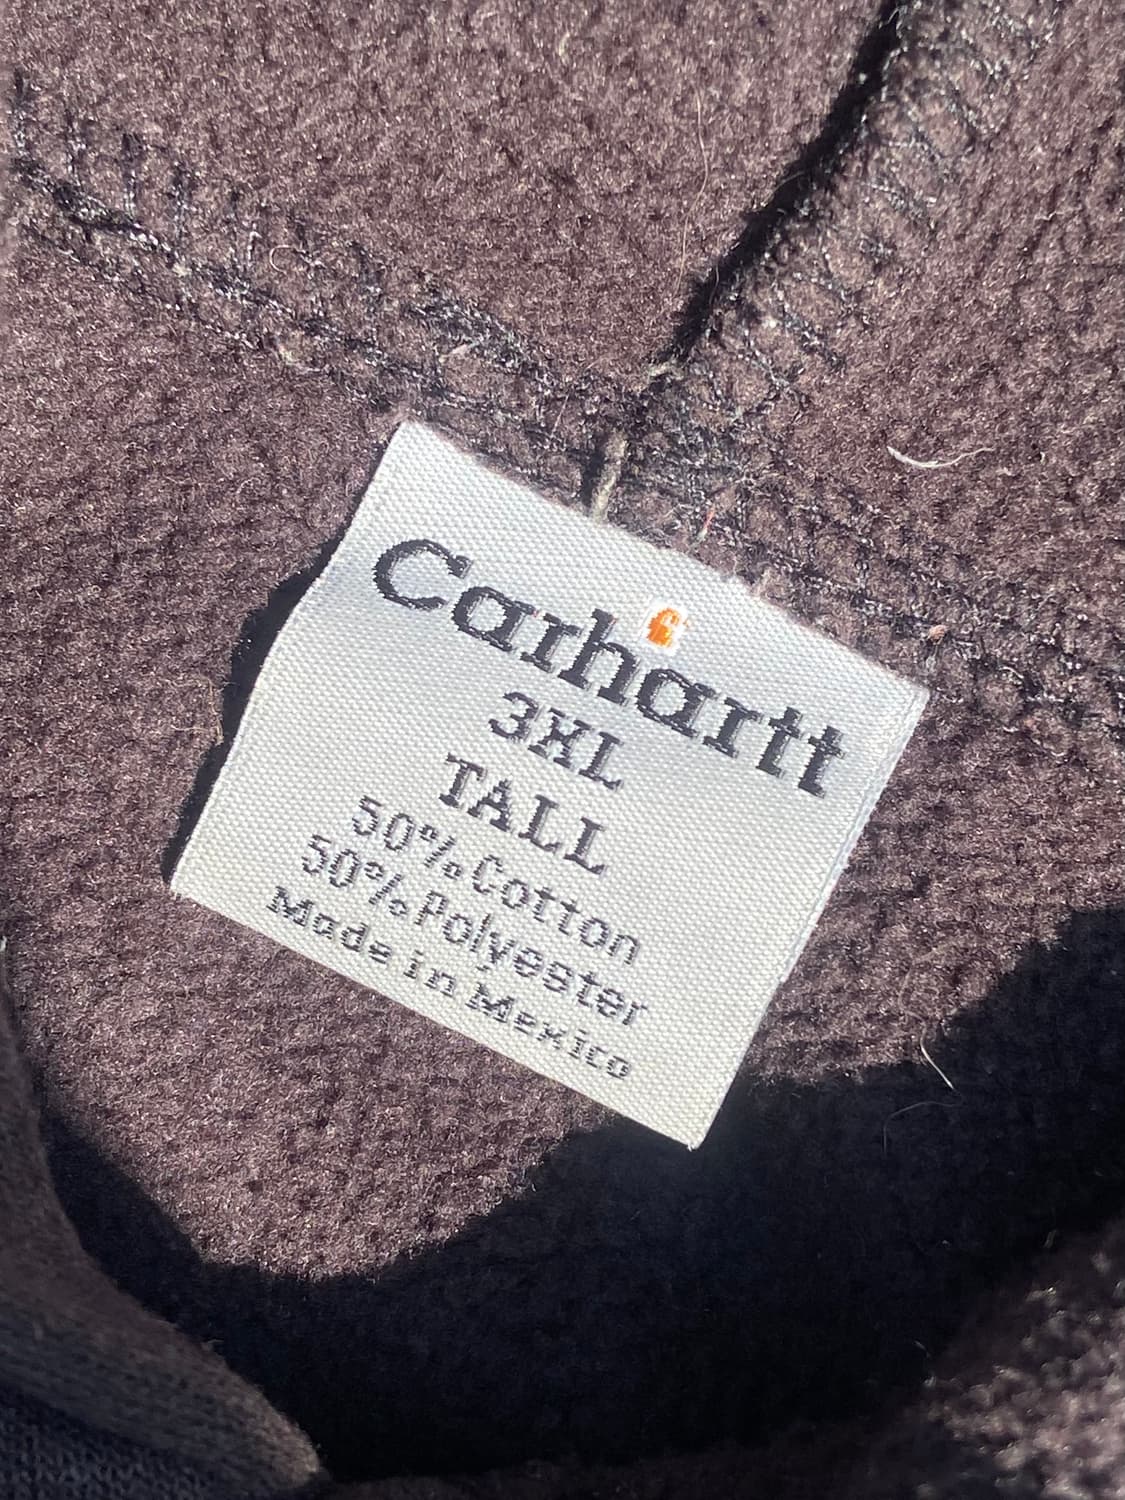 Carhartt
3XL
TALL
50% Cotton
50% Polyester
Made in Mexico